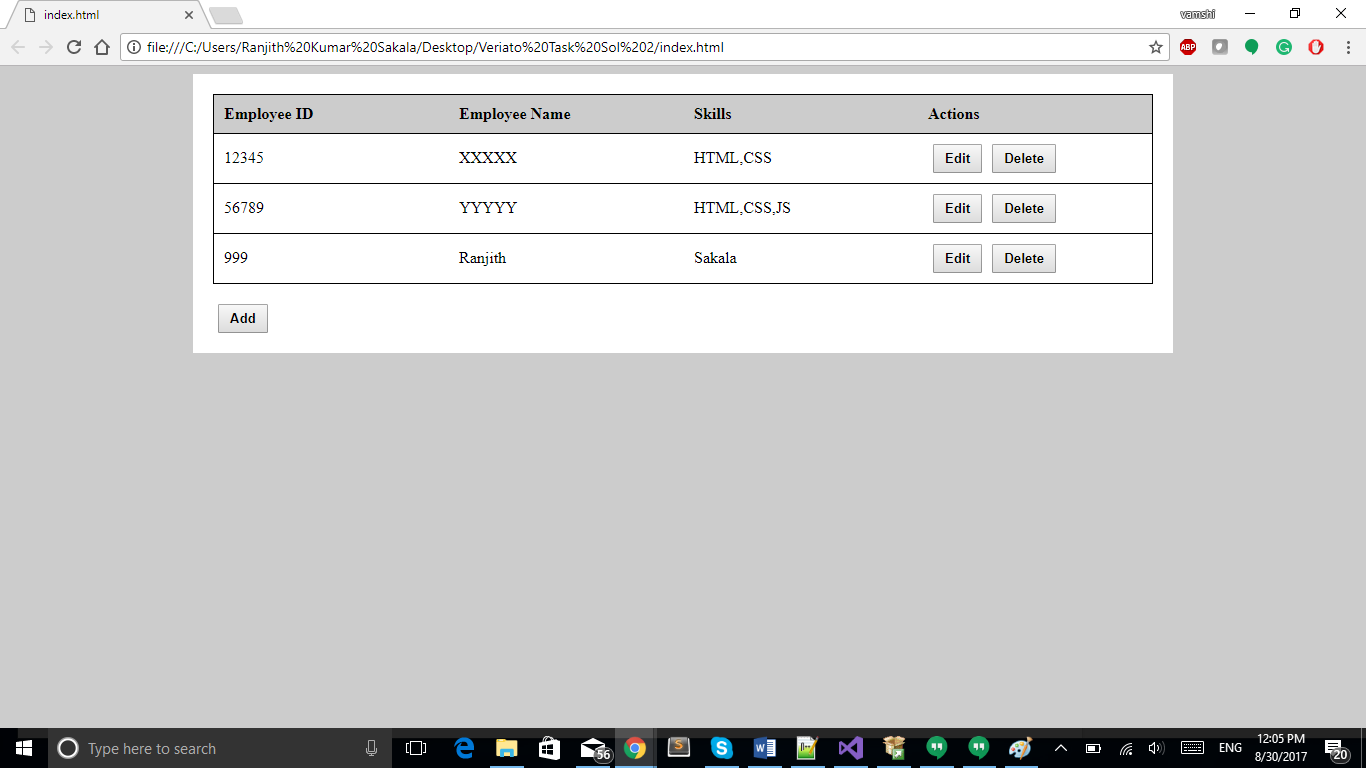 index.html
vamshi
file:///C:/Users/Ranjith%20Kumar%20Sakala/Desktop/Veriato%20Task%20Sol%202/index.html
ABP
Employee ID Employee Name Skills Actions
12345 XXXXX HTML,CSS Edit Delete
56789 YYYYY HTML,CSS,JS Edit Delete
999 Ranjith Sakala Edit Delete
Add
Type here to search
56
ENG
12:05 PM
8/30/2017
20